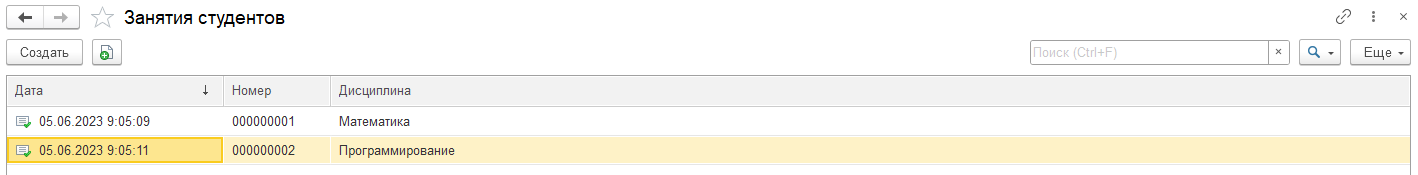 Занятия студентов
Создать Поиск (Ctrl+F) × Еще
Дата ↓ Номер Дисциплина
05.06.2023 9:05:09 000000001 Математика
05.06.2023 9:05:11 000000002 Программирование